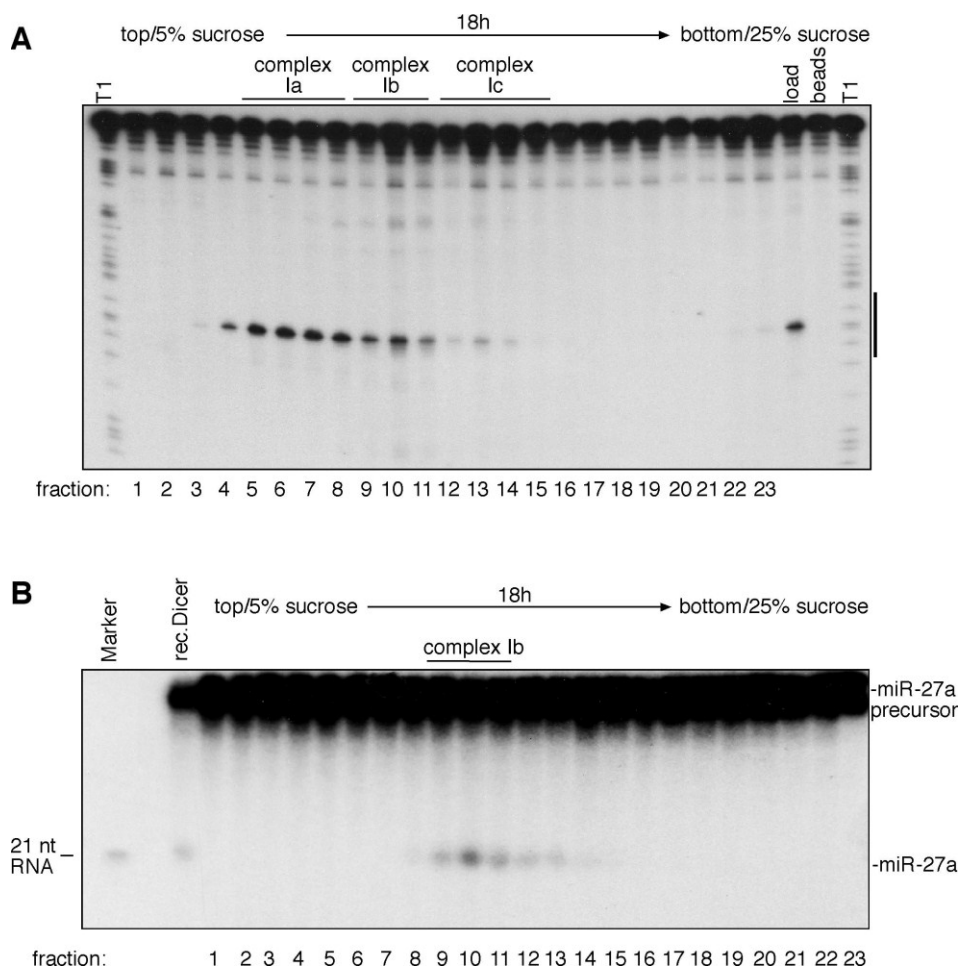 A
18h
top/5% sucrose bottom/25% sucrose
complex Ia complex Ib complex Ic
T1 load beads T1
fraction: 1 2 3 4 5 6 7 8 9 10 11 12 13 14 15 16 17 18 19 20 21 22 23
B
18h
top/5% sucrose bottom/25% sucrose
Marker rec.Dicer complex Ib
-miR-27a
precursor
21 nt
RNA
-miR-27a
fraction: 1 2 3 4 5 6 7 8 9 10 11 12 13 14 15 16 17 18 19 20 21 22 23